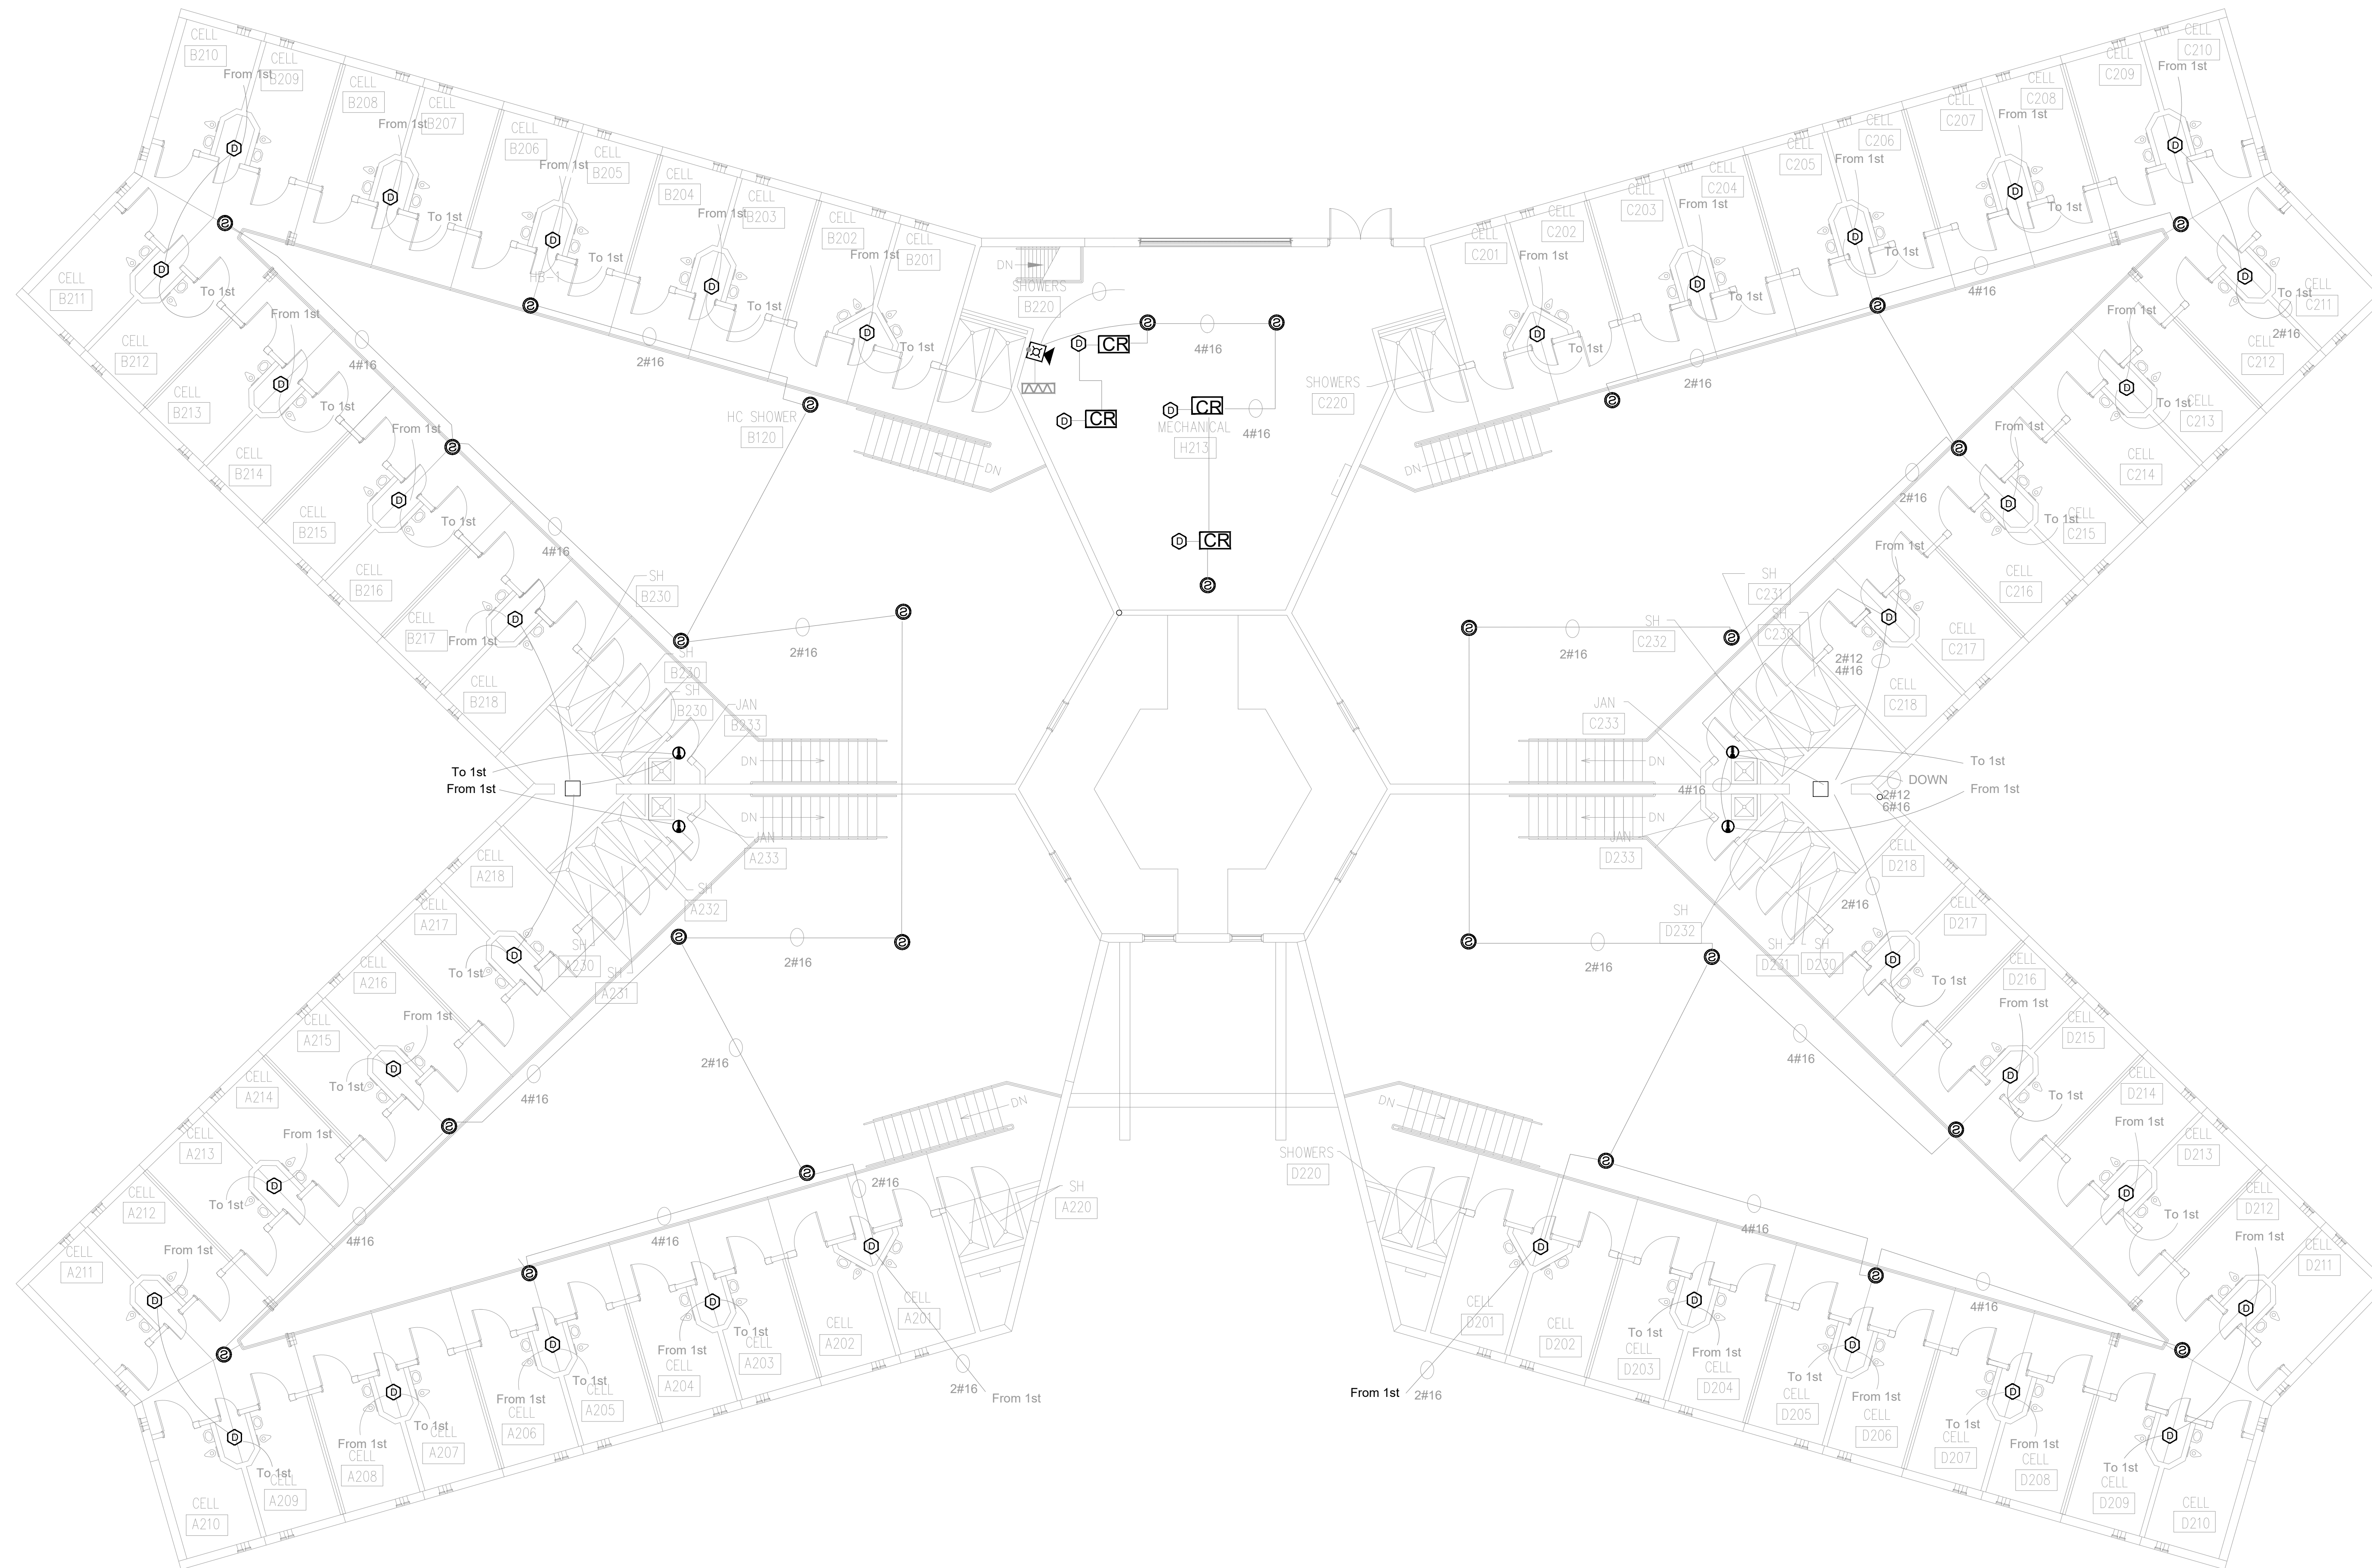 CELL
B210
CELL
B209
From 1st
CELL
B208
CELL
B207
From 1st
CELL
B206
CELL
B205
From 1st
CELL
B204
CELL
B203
From 1st
CELL
B202
CELL
B201
From 1st
To 1st
To 1st
To 1st
To 1st
HB-1
CELL
C210
CELL
C209
From 1st
CELL
C208
CELL
C207
From 1st
CELL
C206
CELL
C205
From 1st
CELL
C204
CELL
C203
From 1st
CELL
C202
CELL
C201
From 1st
To 1st
To 1st
To 1st
To 1st
DN
SHOWERS
B220
D
CR
4#16
D
CR
D
CR
MECHANICAL
H213
4#16
D
CR
SHOWERS
C220
HC SHOWER
B120
DN
DN
CELL
B211
To 1st
CELL
B212
From 1st
CELL
B213
To 1st
CELL
B214
From 1st
CELL
B215
To 1st
CELL
B216
CELL
B217
From 1st
CELL
B218
4#16
2#16
4#16
2#16
SH
B230
SH
B230
SH
B230
JAN
B233
DN
To 1st
From 1st
DN
JAN
A233
CELL
C211
To 1st
2#16
CELL
C212
From 1st
CELL
C213
To 1st
CELL
C214
From 1st
CELL
C215
To 1st
CELL
C216
From 1st
CELL
C217
CELL
C218
4#16
2#16
2#16
2#16
SH
C231
SH
C230
SH
C232
2#12
4#16
JAN
C233
DN
To 1st
DOWN
4#16
From 1st
2#12
6#16
DN
JAN
D233
CELL
A218
CELL
A217
CELL
A216
To 1st
CELL
A215
From 1st
CELL
A214
To 1st
CELL
A213
From 1st
CELL
A212
To 1st
CELL
A211
From 1st
SH
A232
SH
A230
SH
A231
2#16
2#16
4#16
4#16
DN
2#16
SH
A220
CELL
A201
CELL
A202
4#16
To 1st
CELL
A203
From 1st
CELL
A204
To 1st
CELL
A205
From 1st
CELL
A206
To 1st
CELL
A207
From 1st
CELL
A208
To 1st
CELL
A209
CELL
A210
2#16
From 1st
CELL
D218
2#16
CELL
D217
SH
D232
SH
D231
SH
D230
2#16
CELL
D216
To 1st
From 1st
CELL
D215
4#16
CELL
D214
To 1st
From 1st
CELL
D213
To 1st
CELL
D212
From 1st
CELL
D211
DN
SHOWERS
D220
4#16
4#16
CELL
D201
CELL
D202
From 1st
2#16
To 1st
CELL
D203
From 1st
CELL
D204
To 1st
CELL
D205
From 1st
CELL
D206
To 1st
CELL
D207
From 1st
CELL
D208
To 1st
CELL
D209
CELL
D210